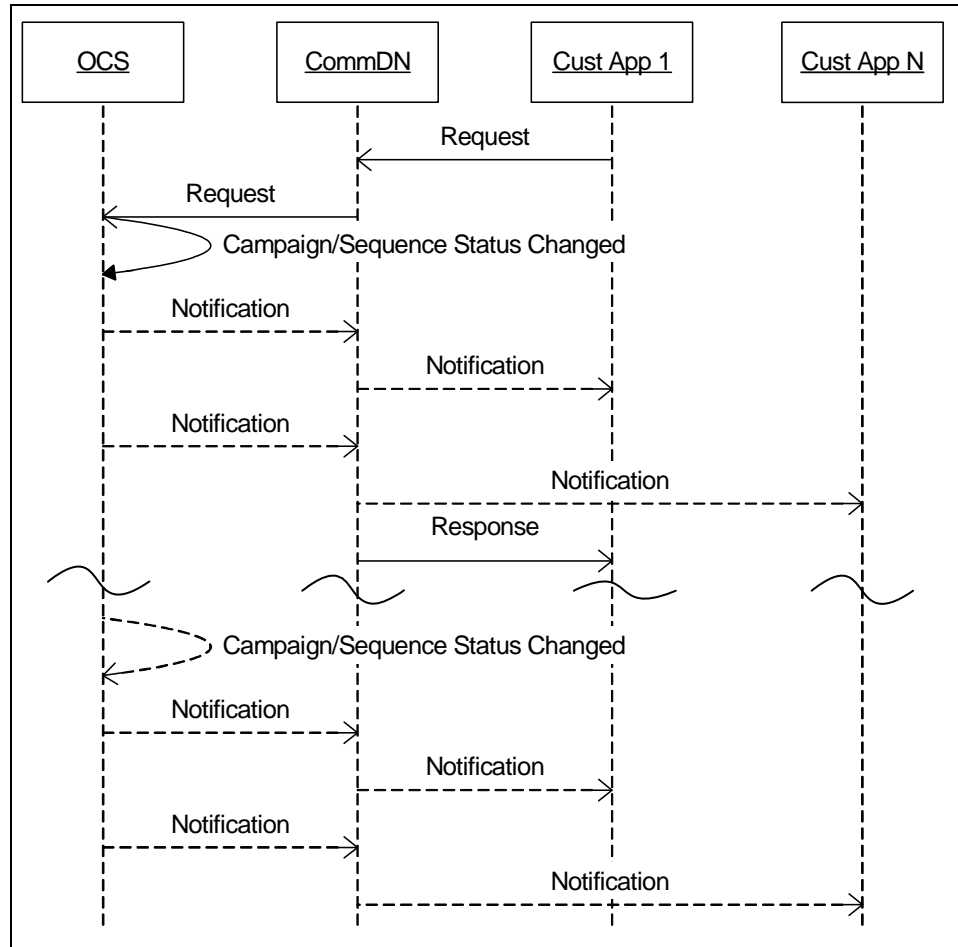 OCS
CommDN
Cust App 1
Cust App N
Request
Request
Campaign/Sequence Status Changed
Notification
Notification
Notification
Notification
Response
Campaign/Sequence Status Changed
Notification
Notification
Notification
Notification